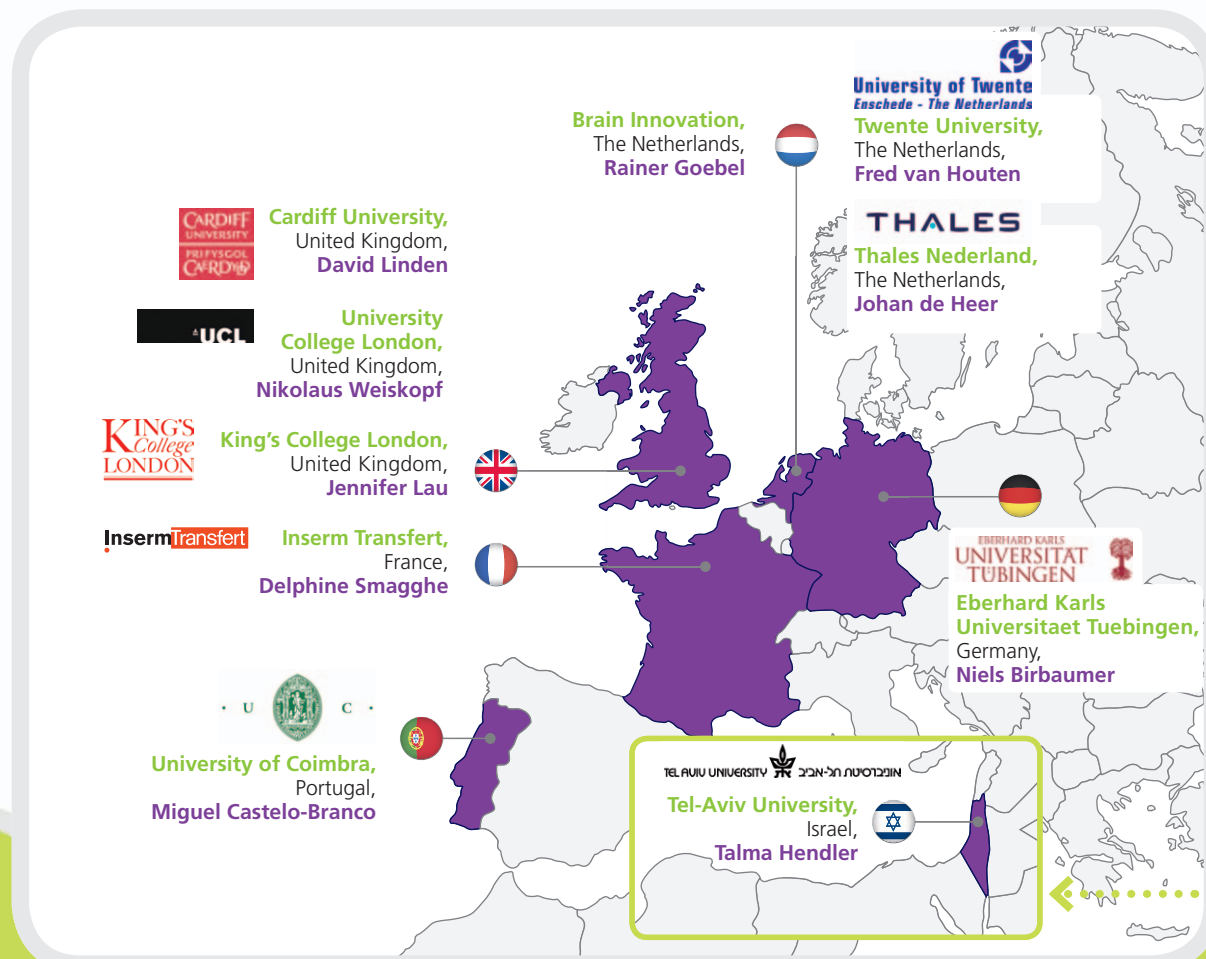 University of Twente
Enschede - The Netherlands
Brain Innovation,
The Netherlands,
Rainer Goebel
Twente University,
The Netherlands,
Fred van Houten
THALES
Thales Nederland,
The Netherlands,
Johan de Heer
CARDIFF
UNIVERSITY
PRIFYSGOL
CAERDYDD
Cardiff University,
United Kingdom,
David Linden
UCL
University
College London,
United Kingdom,
Nikolaus Weiskopf
KING'S
College
LONDON
King's College London,
United Kingdom,
Jennifer Lau
Inserm Transfert
Inserm Transfert,
France,
Delphine Smagghe
EBERHARD KARLS
UNIVERSITÄT
TÜBINGEN
Eberhard Karls
Universitaet Tuebingen,
Germany,
Niels Birbaumer
· U C ·
University of Coimbra,
Portugal,
Miguel Castelo-Branco
TEL AVIV UNIVERSITY אוניברסיטת תל-אביב
Tel-Aviv University,
Israel,
Talma Hendler